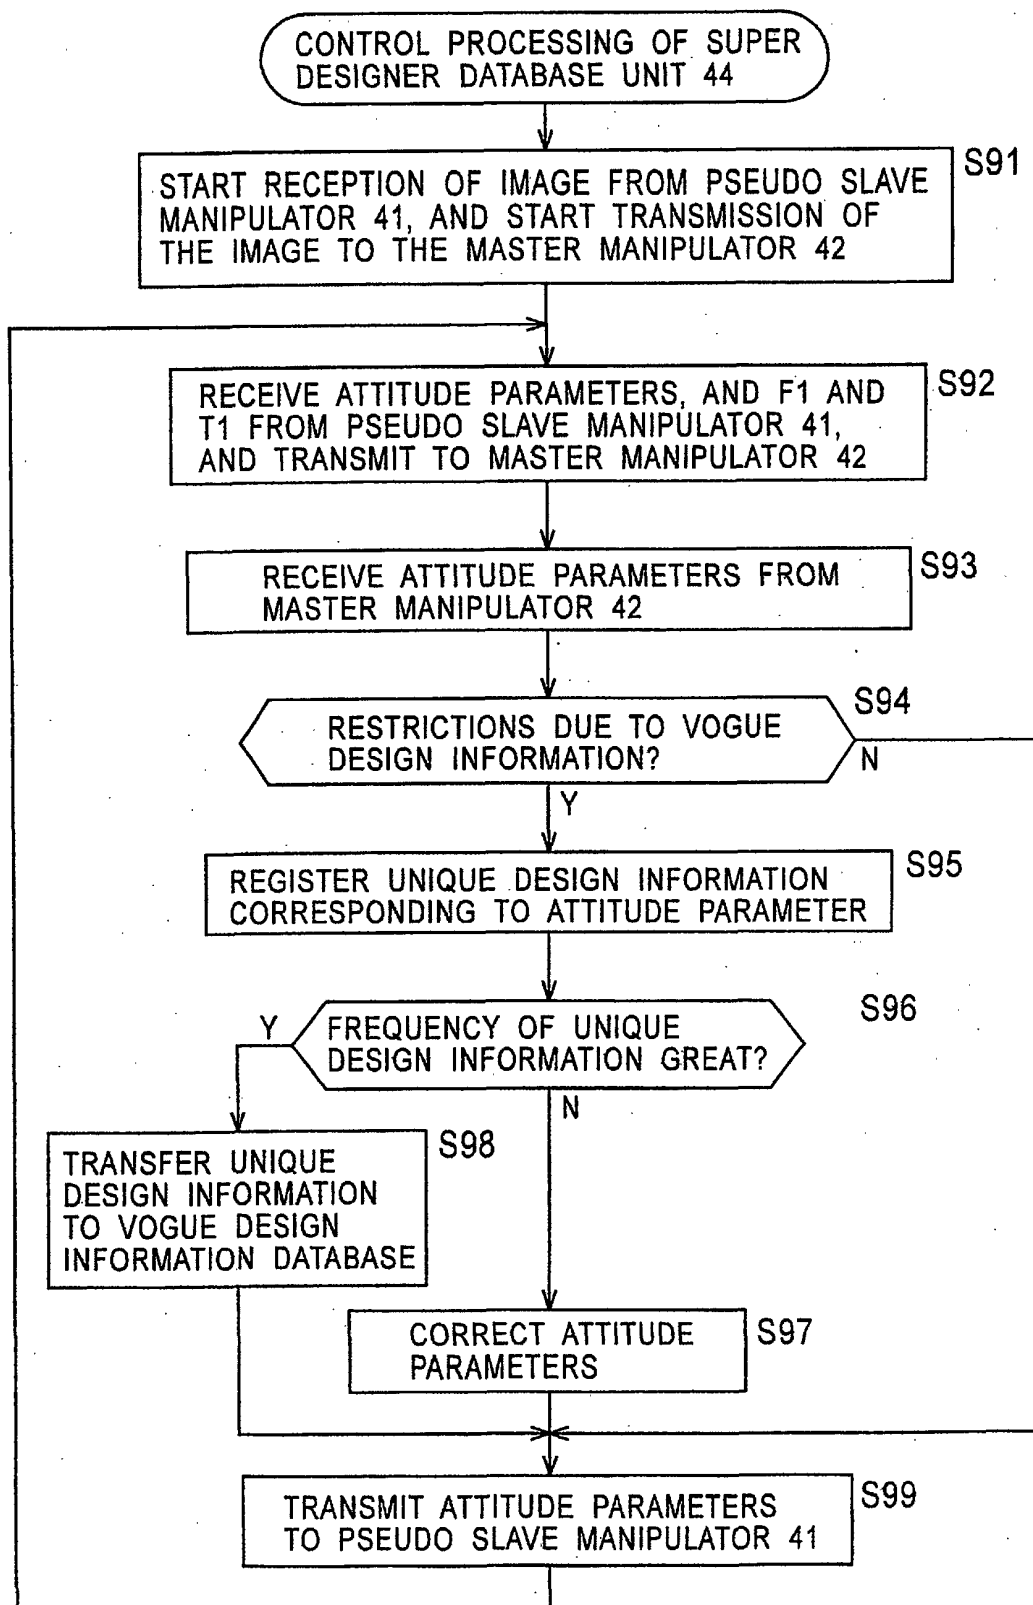 CONTROL PROCESSING OF SUPER
DESIGNER DATABASE UNIT 44
S91
START RECEPTION OF IMAGE FROM PSEUDO SLAVE
MANIPULATOR 41, AND START TRANSMISSION OF
THE IMAGE TO THE MASTER MANIPULATOR 42
S92
RECEIVE ATTITUDE PARAMETERS, AND F1 AND
T1 FROM PSEUDO SLAVE MANIPULATOR 41,
AND TRANSMIT TO MASTER MANIPULATOR 42
S93
RECEIVE ATTITUDE PARAMETERS FROM
MASTER MANIPULATOR 42
S94
RESTRICTIONS DUE TO VOGUE
DESIGN INFORMATION?
N
Y
S95
REGISTER UNIQUE DESIGN INFORMATION
CORRESPONDING TO ATTITUDE PARAMETER
S96
Y
FREQUENCY OF UNIQUE
DESIGN INFORMATION GREAT?
N
S98
TRANSFER UNIQUE
DESIGN INFORMATION
TO VOGUE DESIGN
INFORMATION DATABASE
S97
CORRECT ATTITUDE
PARAMETERS
S99
TRANSMIT ATTITUDE PARAMETERS
TO PSEUDO SLAVE MANIPULATOR 41